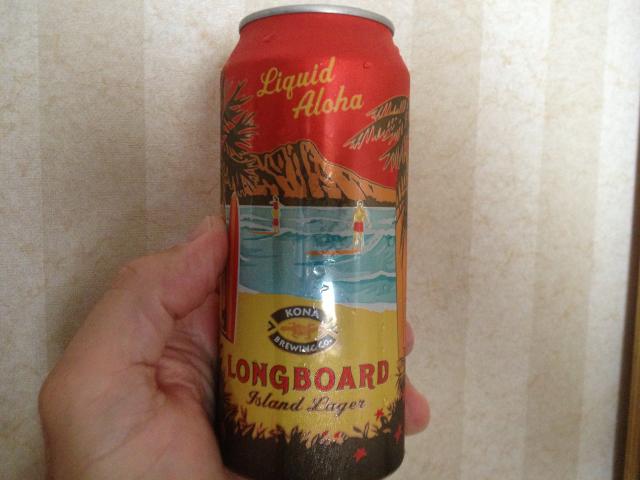 Liquid
Aloha
KONA
BREWING CO.
LONGBOARD
Island Lager